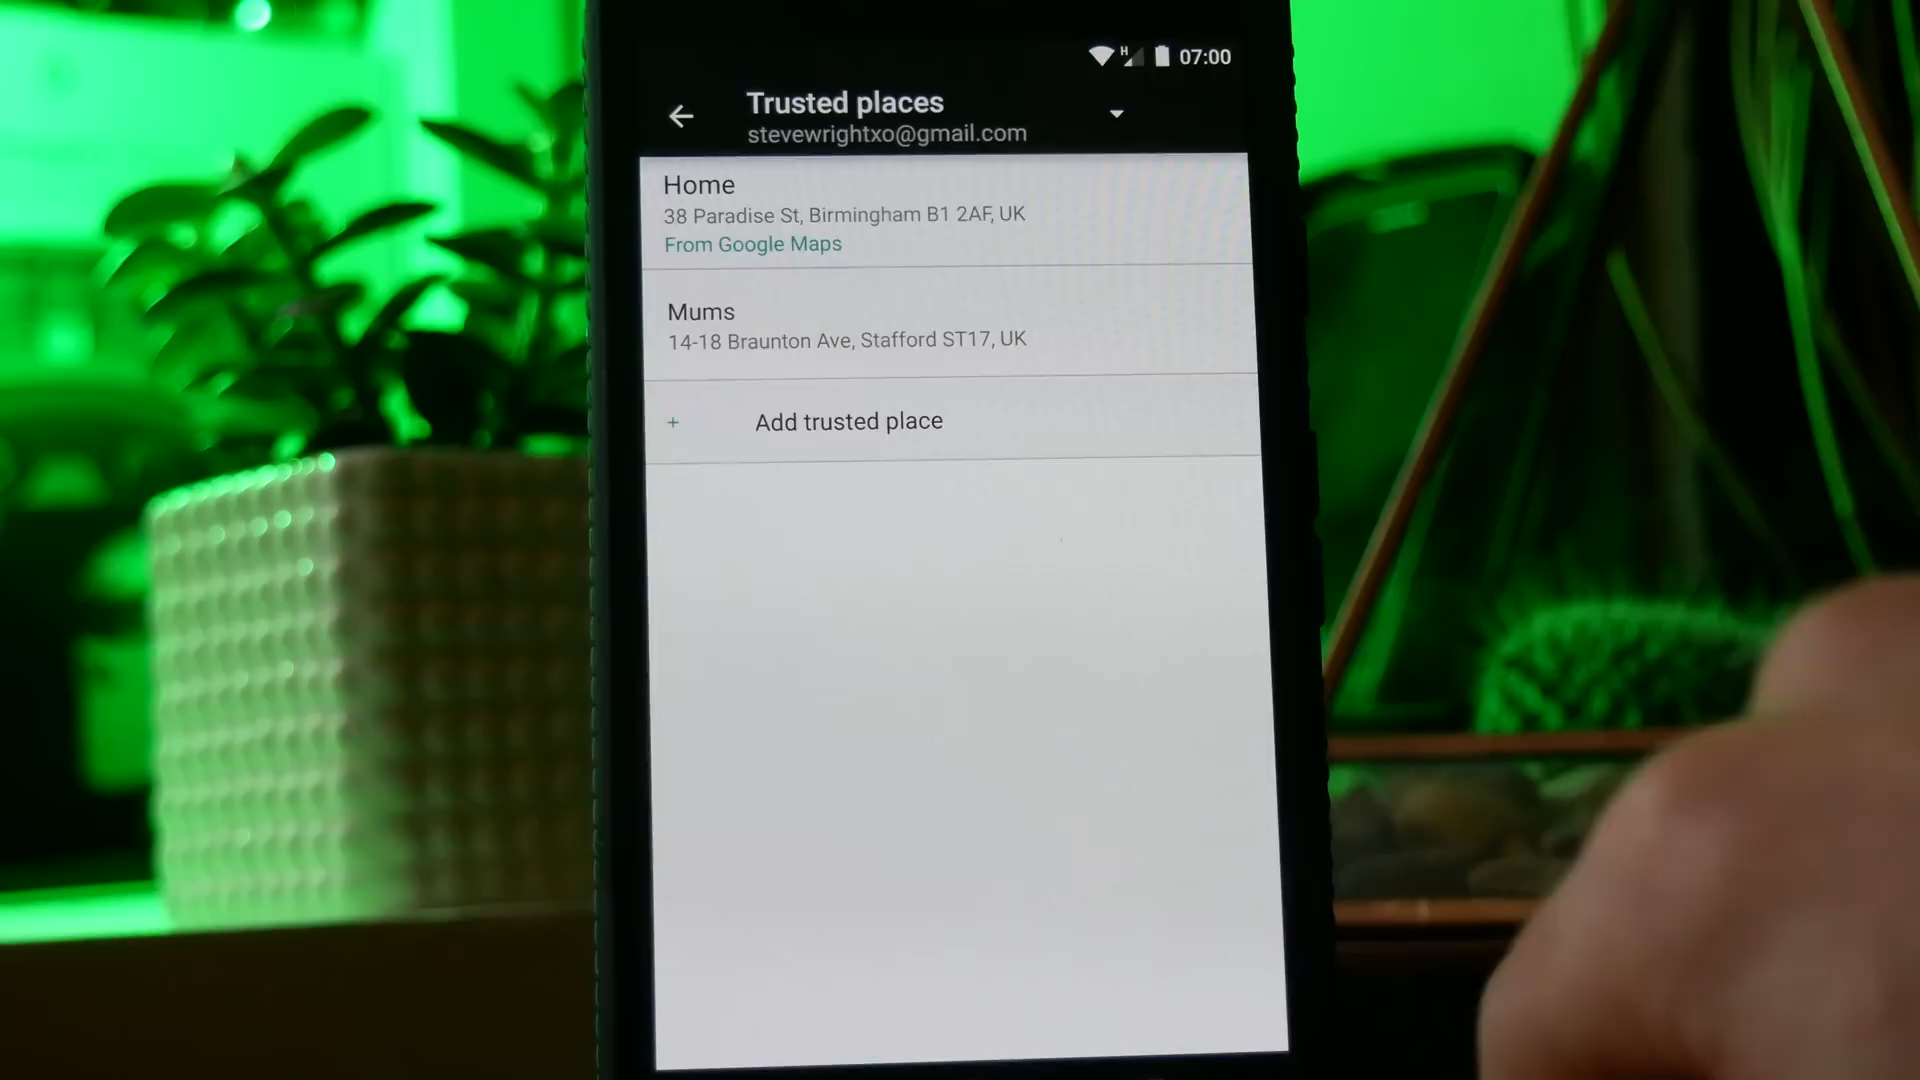 H 07:00
Trusted places
stevewrightxo@gmail.com
Home
38 Paradise St, Birmingham B1 2AF, UK
From Google Maps
Mums
14-18 Braunton Ave, Stafford ST17, UK
+ Add trusted place